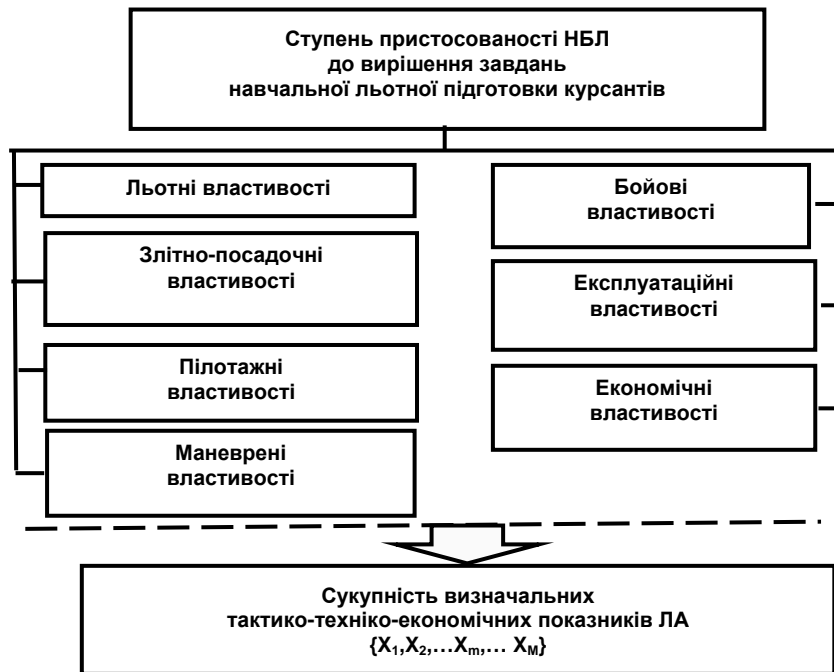 Ступень пристосованості НБЛ
до вирішення завдань
навчальної льотної підготовки курсантів
Льотні властивості
Злітно-посадочні
властивості
Пілотажні
властивості
Маневрені
властивості
Бойові
властивості
Експлуатаційні
властивості
Економічні
властивості
Сукупність визначальних
тактико-техніко-економічних показників ЛА
{X₁,X₂,…Xₘ,… X_M}